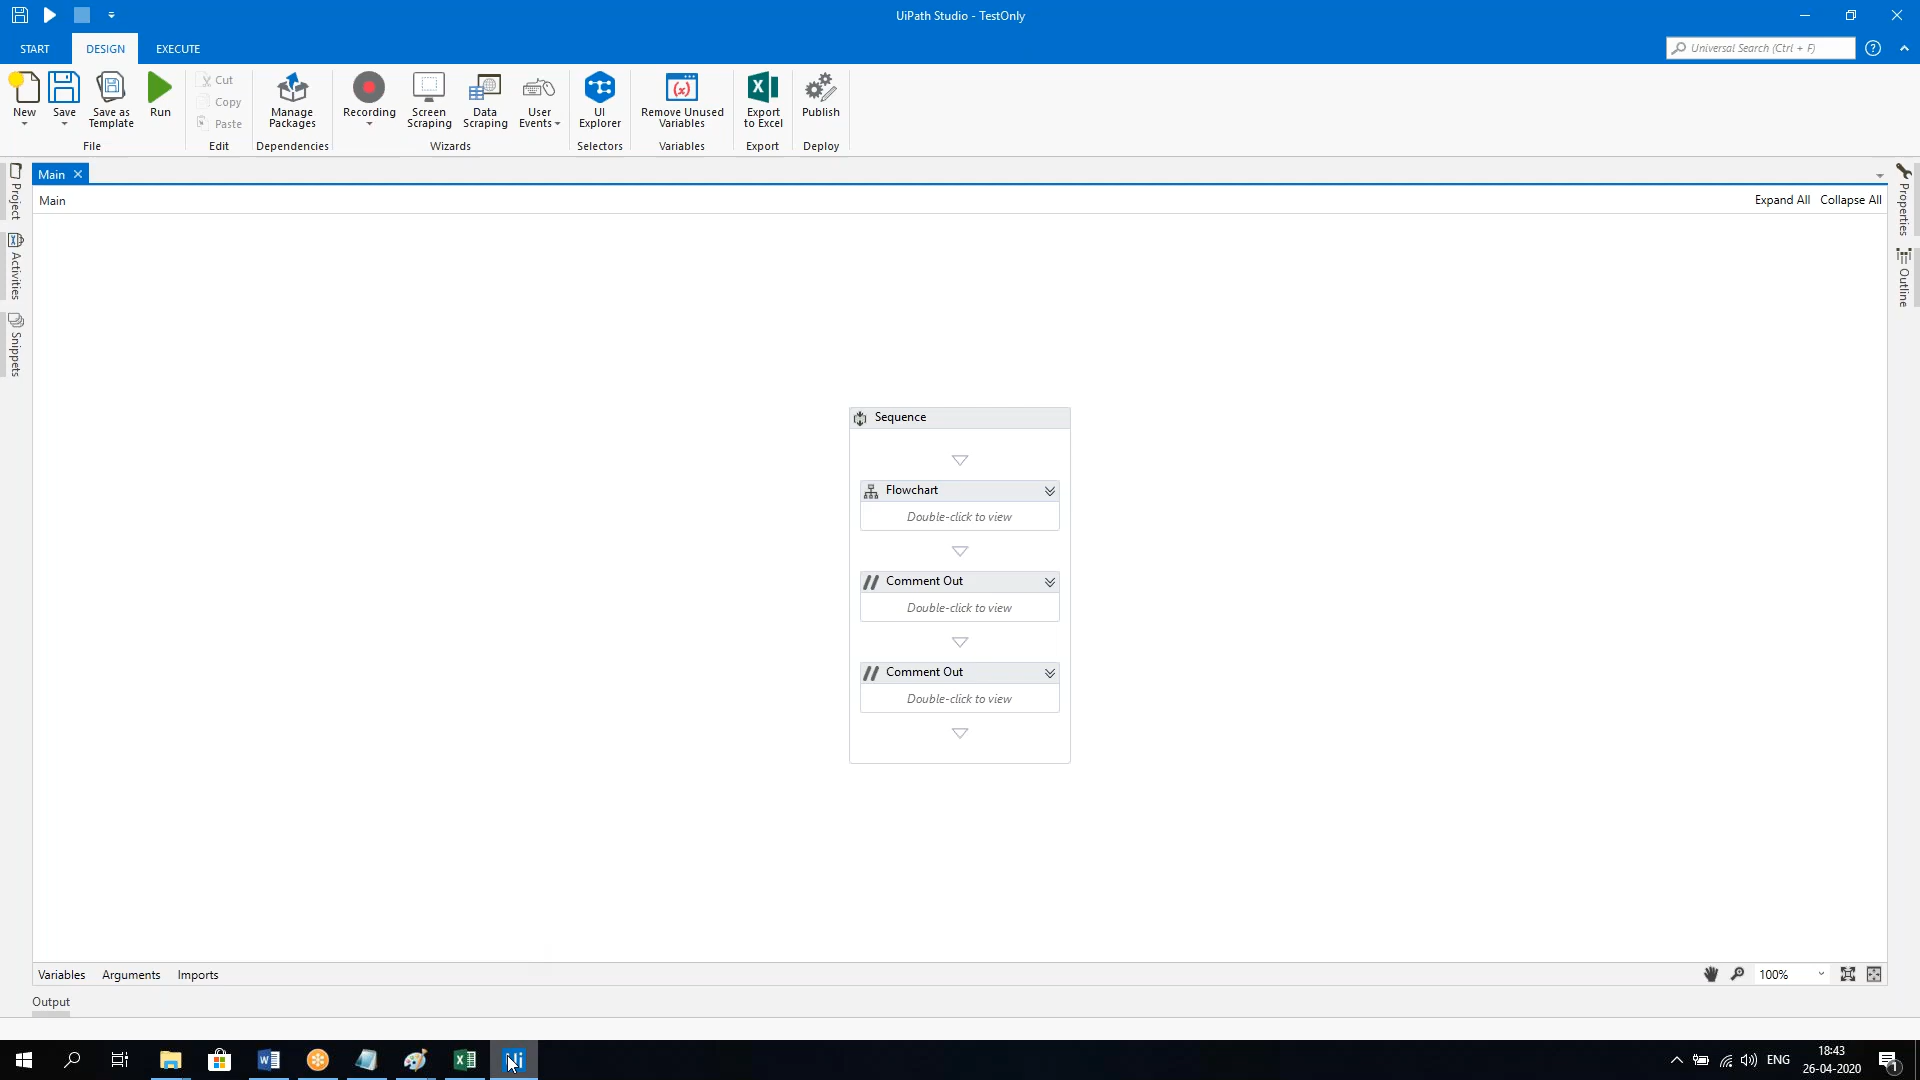 UiPath Studio - TestOnly
START
DESIGN
EXECUTE
Universal Search (Ctrl + F)
New
Save
Save as
Template
Run
Cut
Copy
Paste
Manage
Packages
Recording
Screen
Scraping
Data
Scraping
User
Events
UI
Explorer
Remove Unused
Variables
Export
to Excel
Publish
File
Edit
Dependencies
Wizards
Selectors
Variables
Export
Deploy
Project
Activities
Snippets
Main
Main
Expand All
Collapse All
Properties
Outline
Sequence
Flowchart
Double-click to view
Comment Out
Double-click to view
Comment Out
Double-click to view
Variables
Arguments
Imports
100%
Output
ENG
18:43
26-04-2020
1